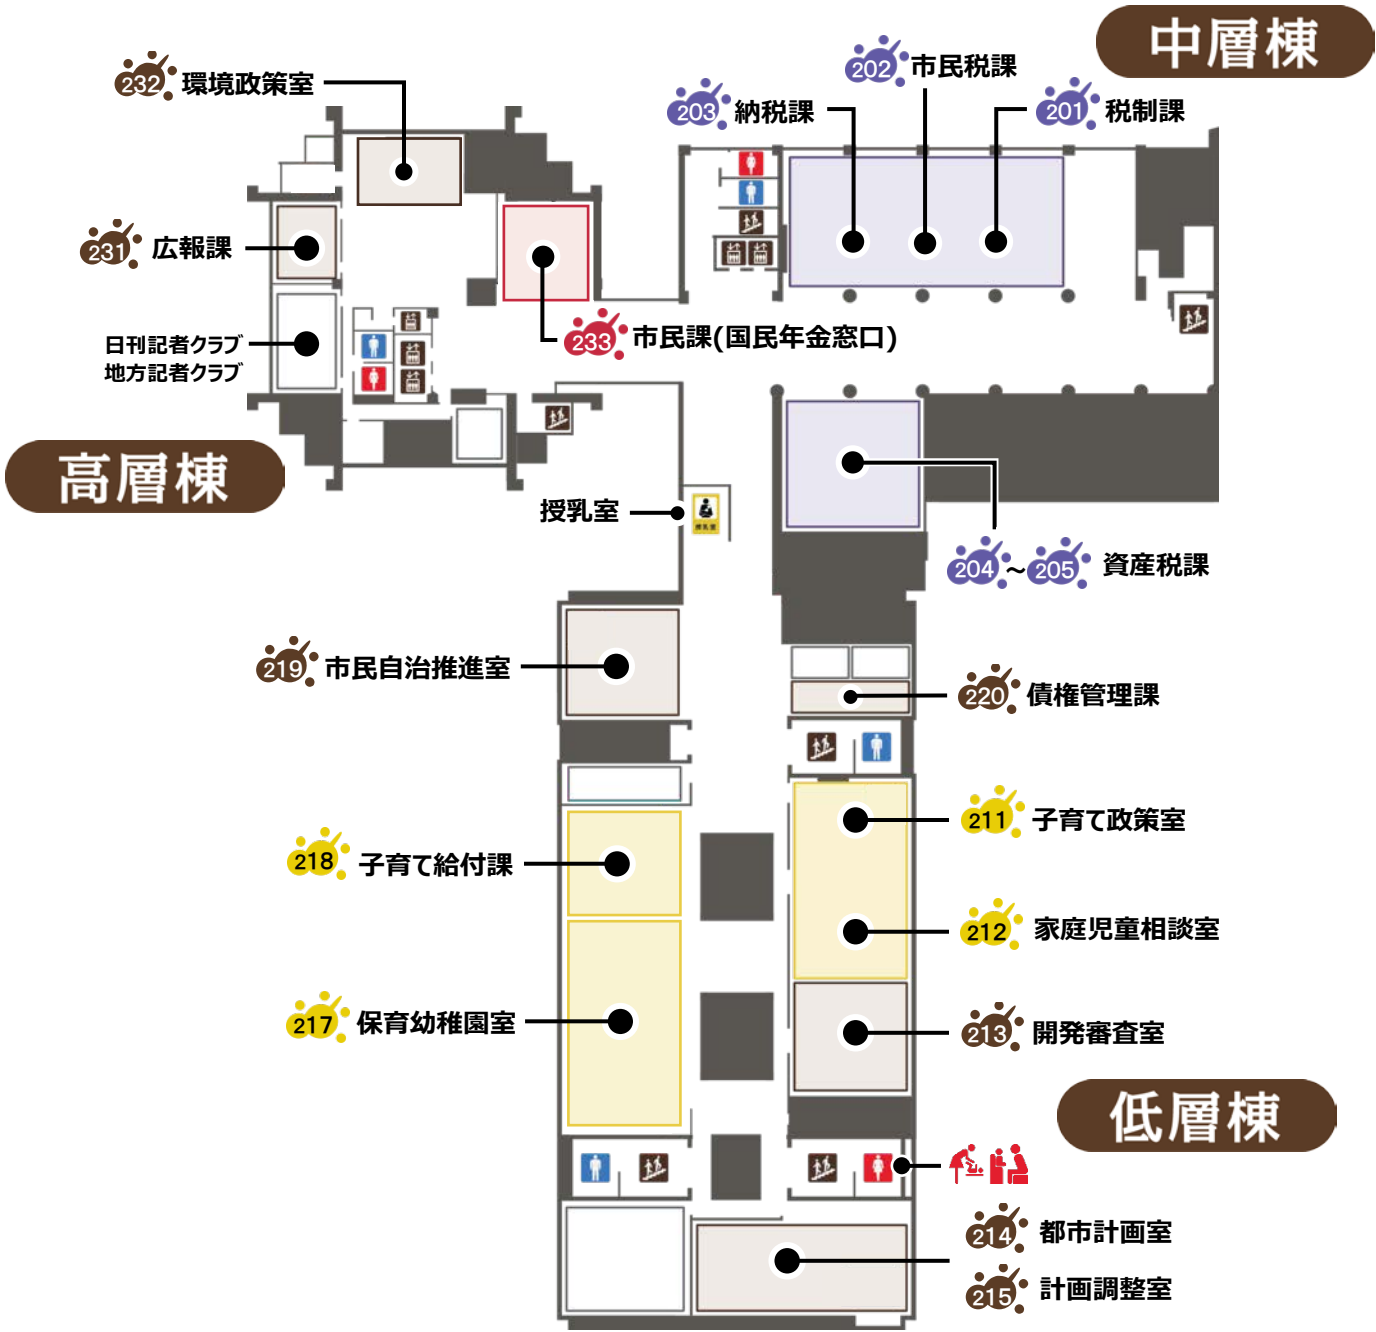 中層棟
202 市民税課
232 環境政策室
203 納税課
201 税制課
231 広報課
233 市民課(国民年金窓口)
日刊記者クラブ
地方記者クラブ
高層棟
授乳室
授乳室
204 ～ 205 資産税課
219 市民自治推進室
220 債権管理課
211 子育て政策室
218 子育て給付課
212 家庭児童相談室
217 保育幼稚園室
213 開発審査室
低層棟
214 都市計画室
215 計画調整室